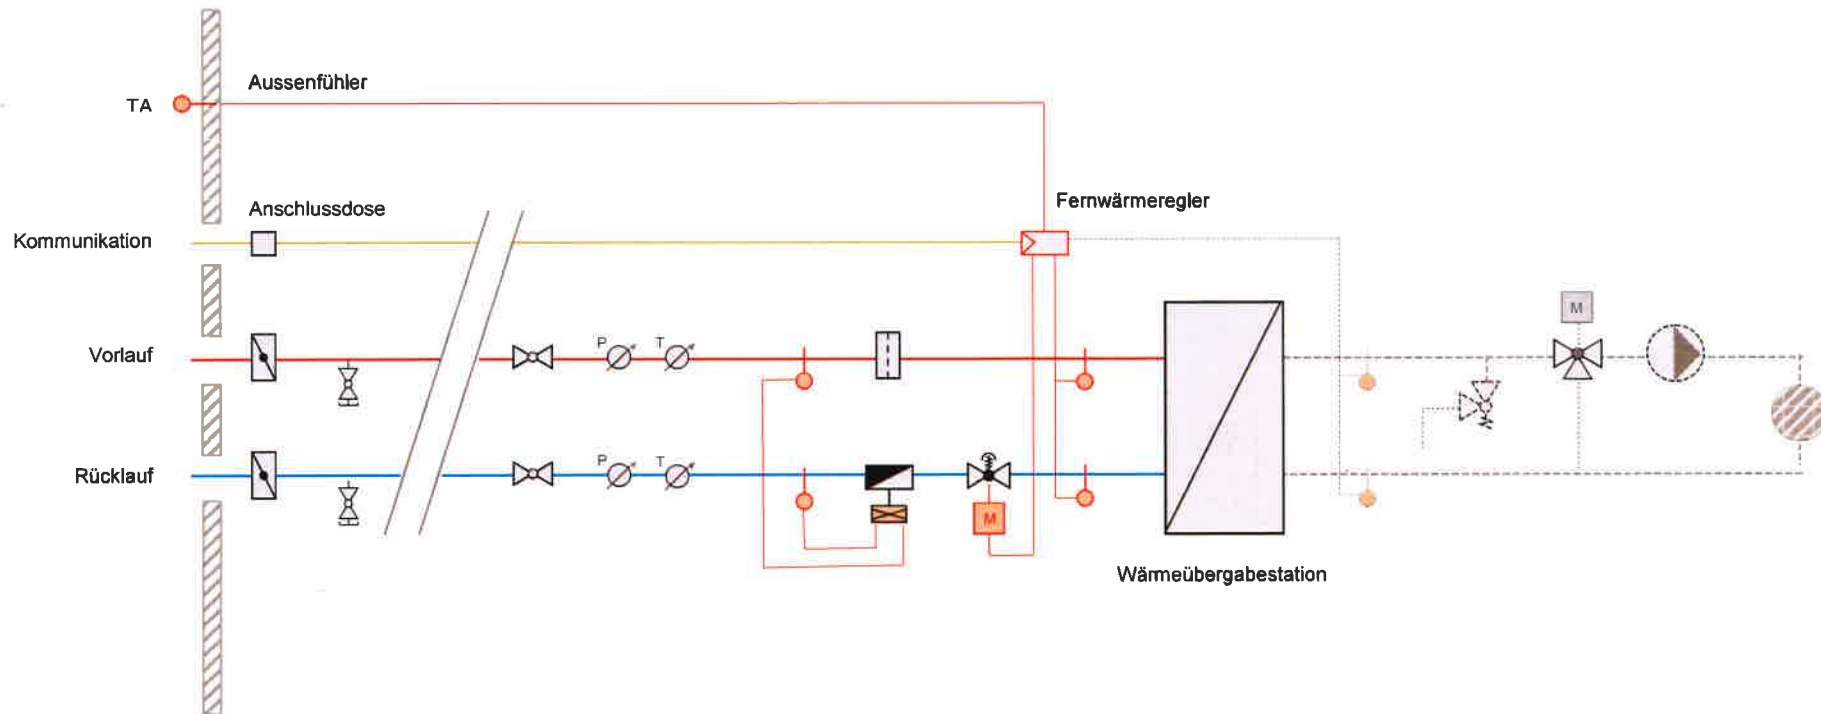 Aussenfühler
TA
Anschlussdose
Fernwärmeregler
Kommunikation
M
P T
Vorlauf
P T
Rücklauf
M
Wärmeübergabestation